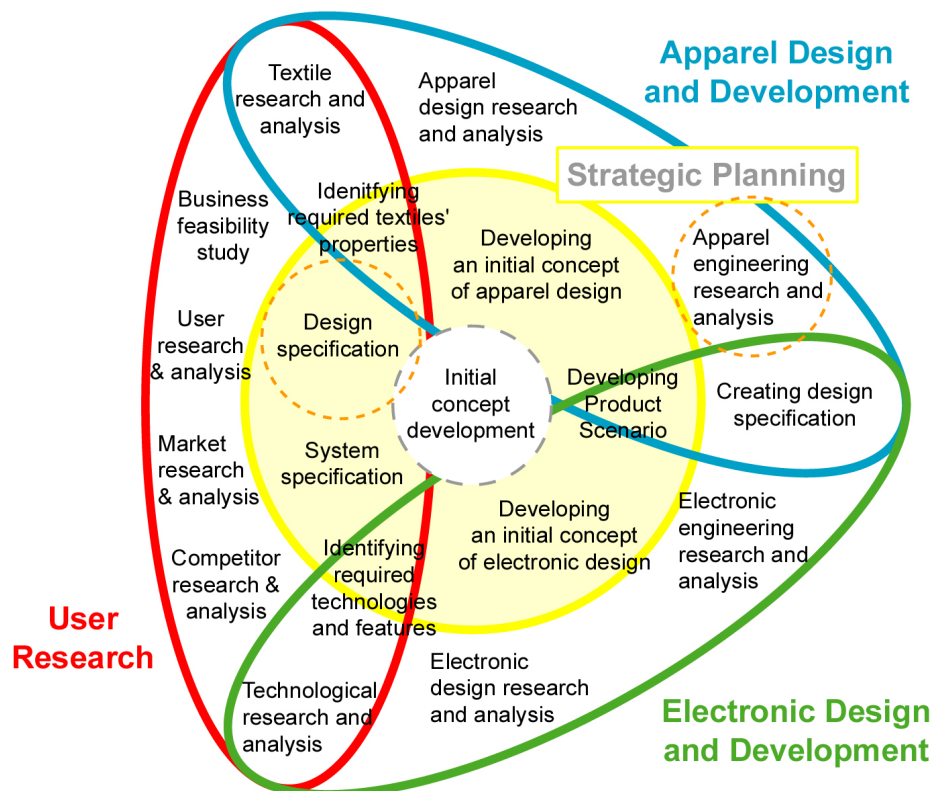 Apparel Design
and Development
Textile
research and
analysis
Apparel
design research
and analysis
Strategic Planning
Idenitfying
required textiles'
properties
Business
feasibility
study
Developing
an initial concept
of apparel design
Apparel
engineering
research and
analysis
User
research
& analysis
Design
specification
Initial
concept
development
Developing
Product
Scenario
Creating design
specification
Market
research
& analysis
System
specification
Developing
an initial concept
of electronic design
Electronic
engineering
research and
analysis
Competitor
research &
analysis
Identifying
required
technologies
and features
User
Research
Technological
research and
analysis
Electronic
design research
and analysis
Electronic Design
and Development